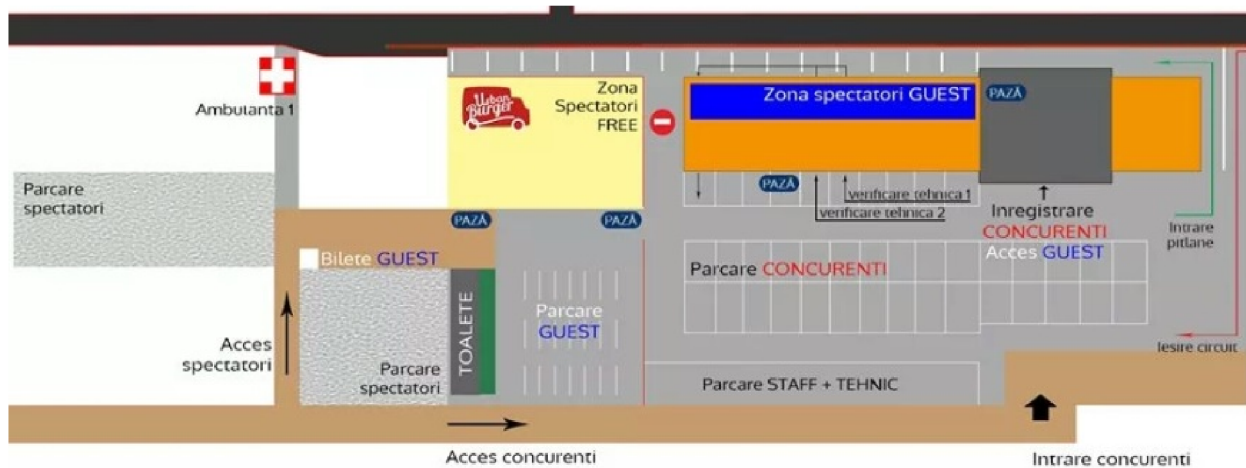 Ambulanta 1
Urban
Burger
Zona
Spectatori
FREE
Zona spectatori GUEST
PAZĂ
Parcare
spectatori
PAZĂ
verificare tehnica 1
verificare tehnica 2
PAZĂ
PAZĂ
Inregistrare
CONCURENTI
Acces GUEST
Intrare
pitlane
Bilete GUEST
Parcare CONCURENTI
Parcare
GUEST
TOALETE
Acces
spectatori
Parcare
spectatori
Iesire circuit
Parcare STAFF + TEHNIC
Acces concurenti
Intrare concurenti